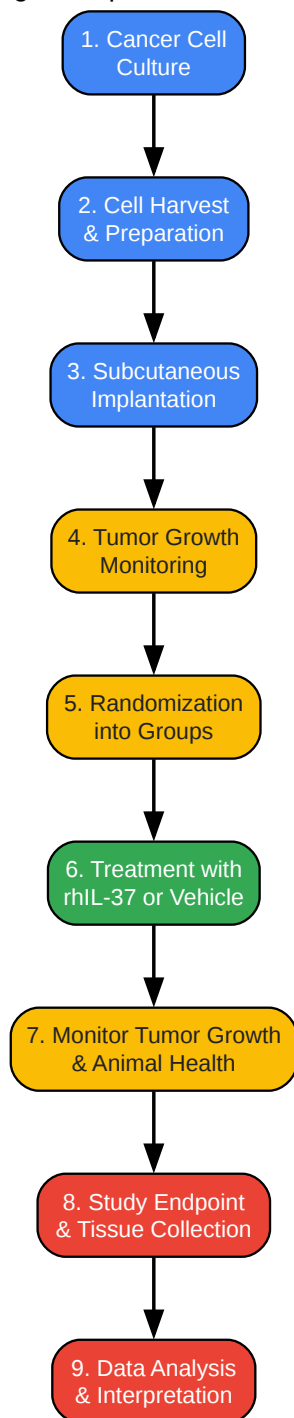 1. Cancer Cell
Culture
2. Cell Harvest
& Preparation
3. Subcutaneous
Implantation
4. Tumor Growth
Monitoring
5. Randomization
into Groups
6. Treatment with
rhIL-37 or Vehicle
7. Monitor Tumor Growth
& Animal Health
8. Study Endpoint
& Tissue Collection
9. Data Analysis
& Interpretation